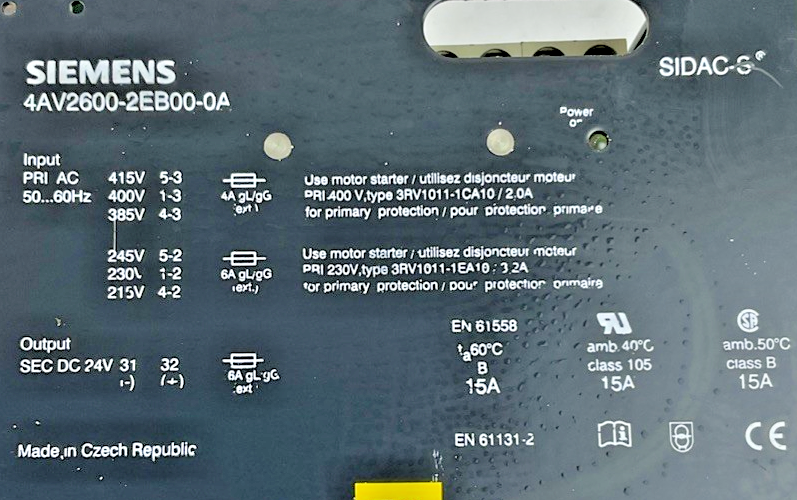 SIEMENS
4AV2600-2EB00-0A
SIDAC-S®
Power
on
Input
PRI AC 415V 5-3
50...60Hz 400V 1-3
385V 4-3
4A gL/gG
(ext.)
Use motor starter / utilisez disjoncteur moteur
PRI 400 V,type 3RV1011-1CA10 / 2.0A
for primary protection / pour protection primaire
245V 5-2
230V 1-2
215V 4-2
6A gL/gG
(ext.)
Use motor starter / utilisez disjoncteur moteur
PRI 230V,type 3RV1011-1EA10 / 3.2A
for primary protection / pour protection primaire
Output
SEC DC 24V 31 32
(-) (+)
6A gL/gG
ext
EN 61558
ta60°C
B
15A
amb.40°C
class 105
15A
amb.50°C
class B
15A
EN 61131-2
CE
Made in Czech Republic